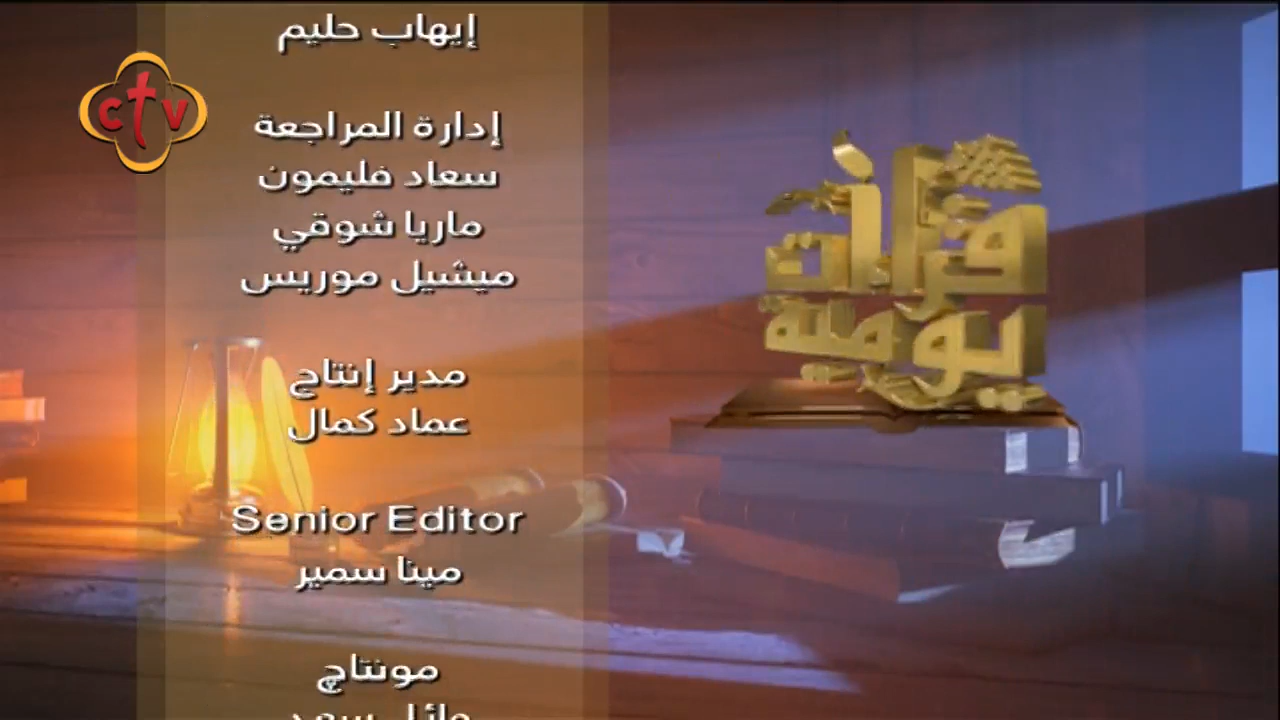 ctv
إيهاب حليم
إدارة المراجعة
سعاد فليمون
ماريا شوقي
ميشيل موريس
مدير إنتاج
عماد كمال
Senior Editor
مينا سمير
مونتاچ
قراءات
يومية